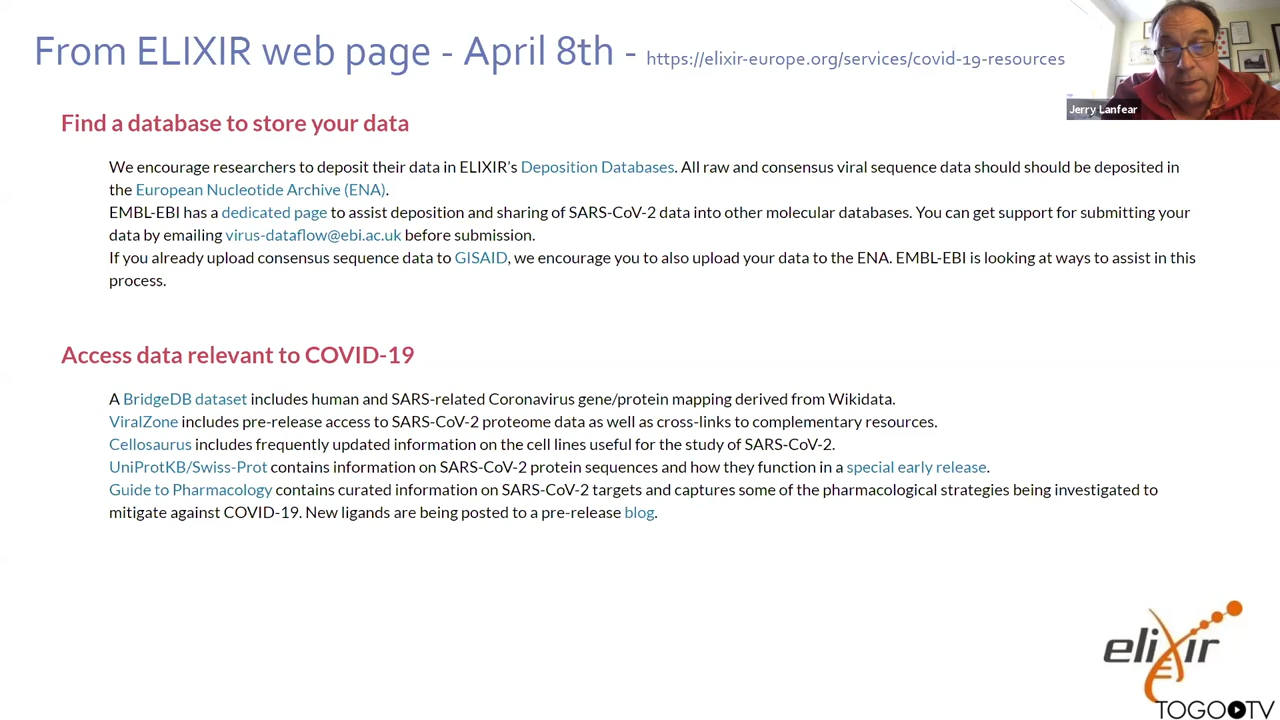 From ELIXIR web page - April 8th - https://elixir-europe.org/services/covid-19-resources
Jerry Lanfear
Find a database to store your data
We encourage researchers to deposit their data in ELIXIR's Deposition Databases. All raw and consensus viral sequence data should should be deposited in
the European Nucleotide Archive (ENA).
EMBL-EBI has a dedicated page to assist deposition and sharing of SARS-CoV-2 data into other molecular databases. You can get support for submitting your
data by emailing virus-dataflow@ebi.ac.uk before submission.
If you already upload consensus sequence data to GISAID, we encourage you to also upload your data to the ENA. EMBL-EBI is looking at ways to assist in this
process.
Access data relevant to COVID-19
A BridgeDB dataset includes human and SARS-related Coronavirus gene/protein mapping derived from Wikidata.
ViralZone includes pre-release access to SARS-CoV-2 proteome data as well as cross-links to complementary resources.
Cellosaurus includes frequently updated information on the cell lines useful for the study of SARS-CoV-2.
UniProtKB/Swiss-Prot contains information on SARS-CoV-2 protein sequences and how they function in a special early release.
Guide to Pharmacology contains curated information on SARS-CoV-2 targets and captures some of the pharmacological strategies being investigated to
mitigate against COVID-19. New ligands are being posted to a pre-release blog.
elixir
TOGOTV